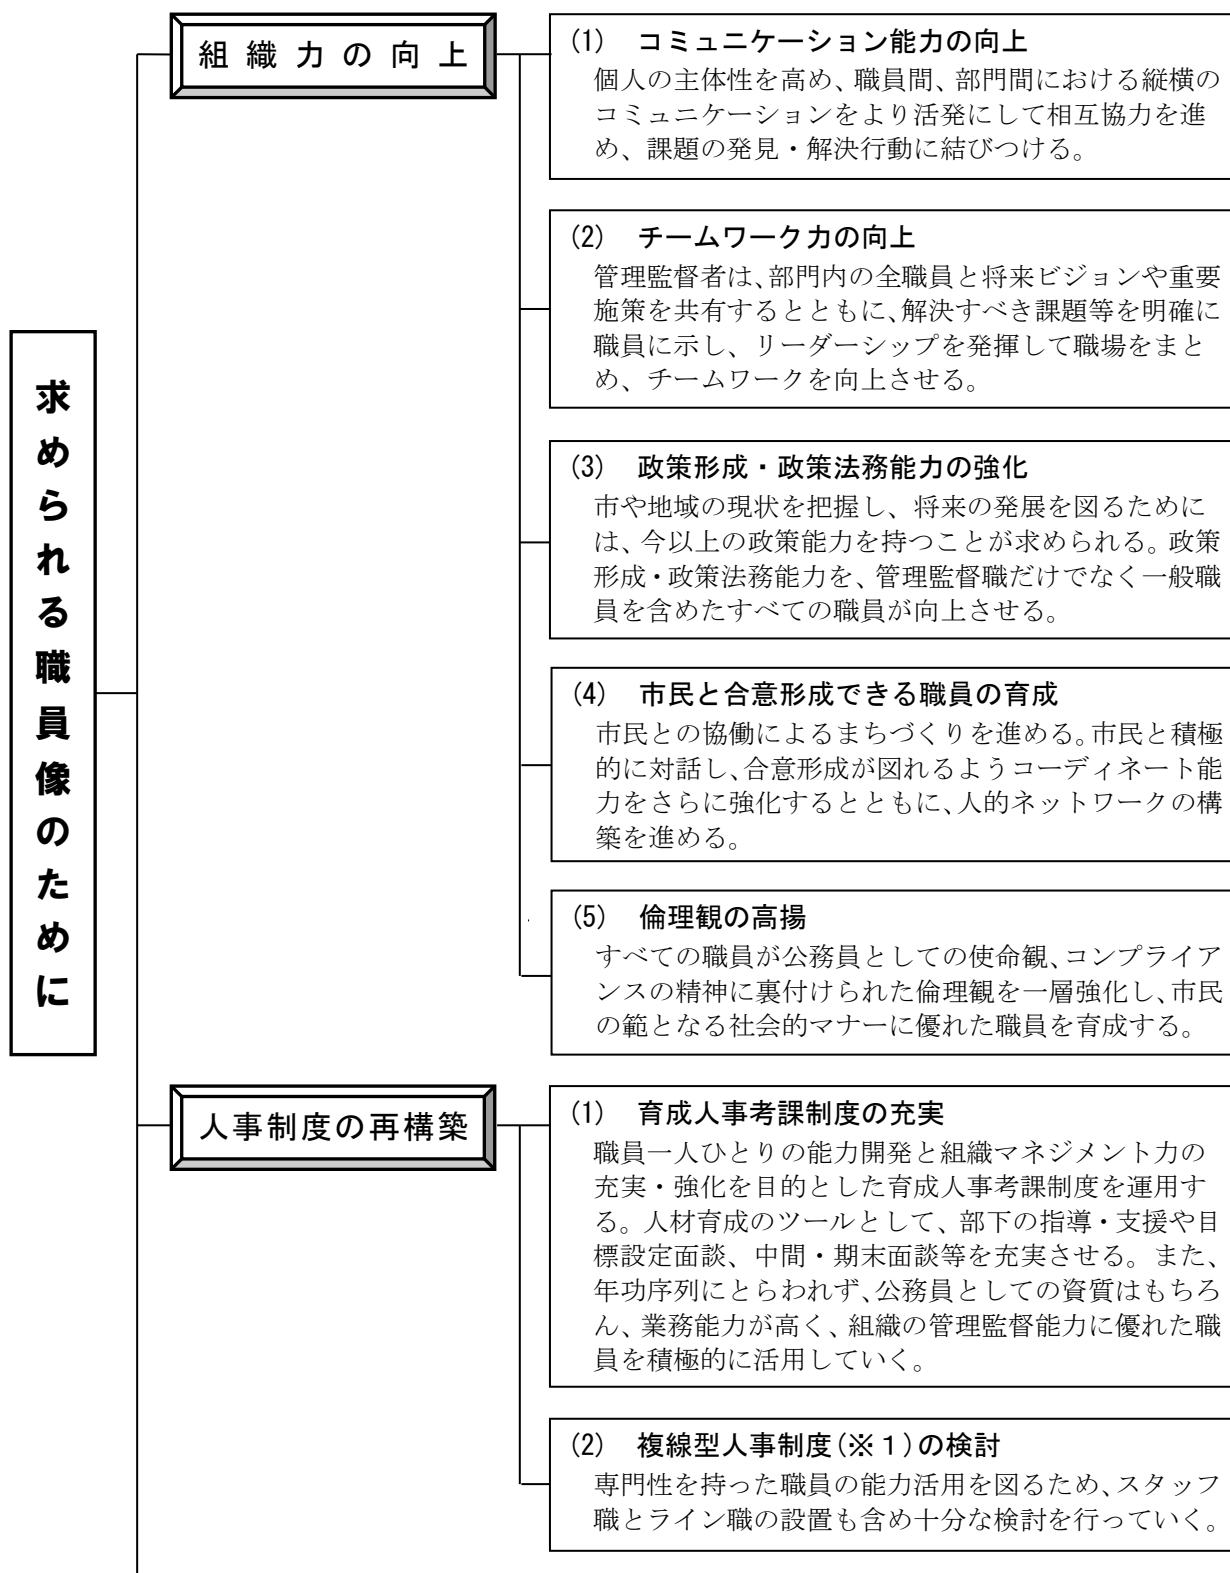 求められる職員像のために
組織力の向上
(1) コミュニケーション能力の向上
個人の主体性を高め、職員間、部門間における縦横の
コミュニケーションをより活発にして相互協力を進
め、課題の発見・解決行動に結びつける。
(2) チームワーク力の向上
管理監督者は、部門内の全職員と将来ビジョンや重要
施策を共有するとともに、解決すべき課題等を明確に
職員に示し、リーダーシップを発揮して職場をまと
め、チームワークを向上させる。
(3) 政策形成・政策法務能力の強化
市や地域の現状を把握し、将来の発展を図るために
は、今以上の政策能力を持つことが求められる。政策
形成・政策法務能力を、管理監督職だけでなく一般職
員を含めたすべての職員が向上させる。
(4) 市民と合意形成できる職員の育成
市民との協働によるまちづくりを進める。市民と積極
的に対話し、合意形成が図れるようコーディネート能
力をさらに強化するとともに、人的ネットワークの構
築を進める。
(5) 倫理観の高揚
すべての職員が公務員としての使命観、コンプライア
ンスの精神に裏付けられた倫理観を一層強化し、市民
の範となる社会的マナーに優れた職員を育成する。
人事制度の再構築
(1) 育成人事考課制度の充実
職員一人ひとりの能力開発と組織マネジメント力の
充実・強化を目的とした育成人事考課制度を運用す
る。人材育成のツールとして、部下の指導・支援や目
標設定面談、中間・期末面談等を充実させる。また、
年功序列にとらわれず、公務員としての資質はもちろ
ん、業務能力が高く、組織の管理監督能力に優れた職
員を積極的に活用していく。
(2) 複線型人事制度(※1)の検討
専門性を持った職員の能力活用を図るため、スタッフ
職とライン職の設置も含め十分な検討を行っていく。